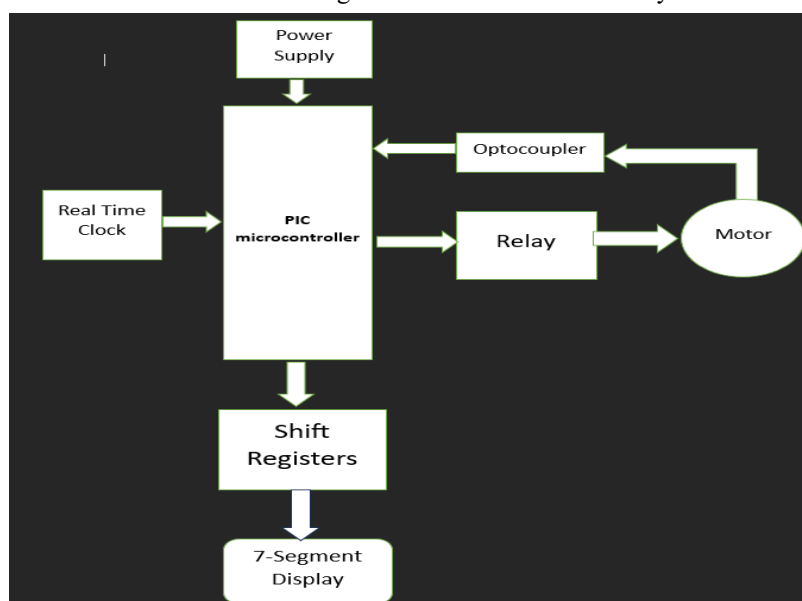 Power
Supply
Optocoupler
Real Time
Clock
PIC
microcontroller
Relay
Motor
Shift
Registers
7-Segment
Display